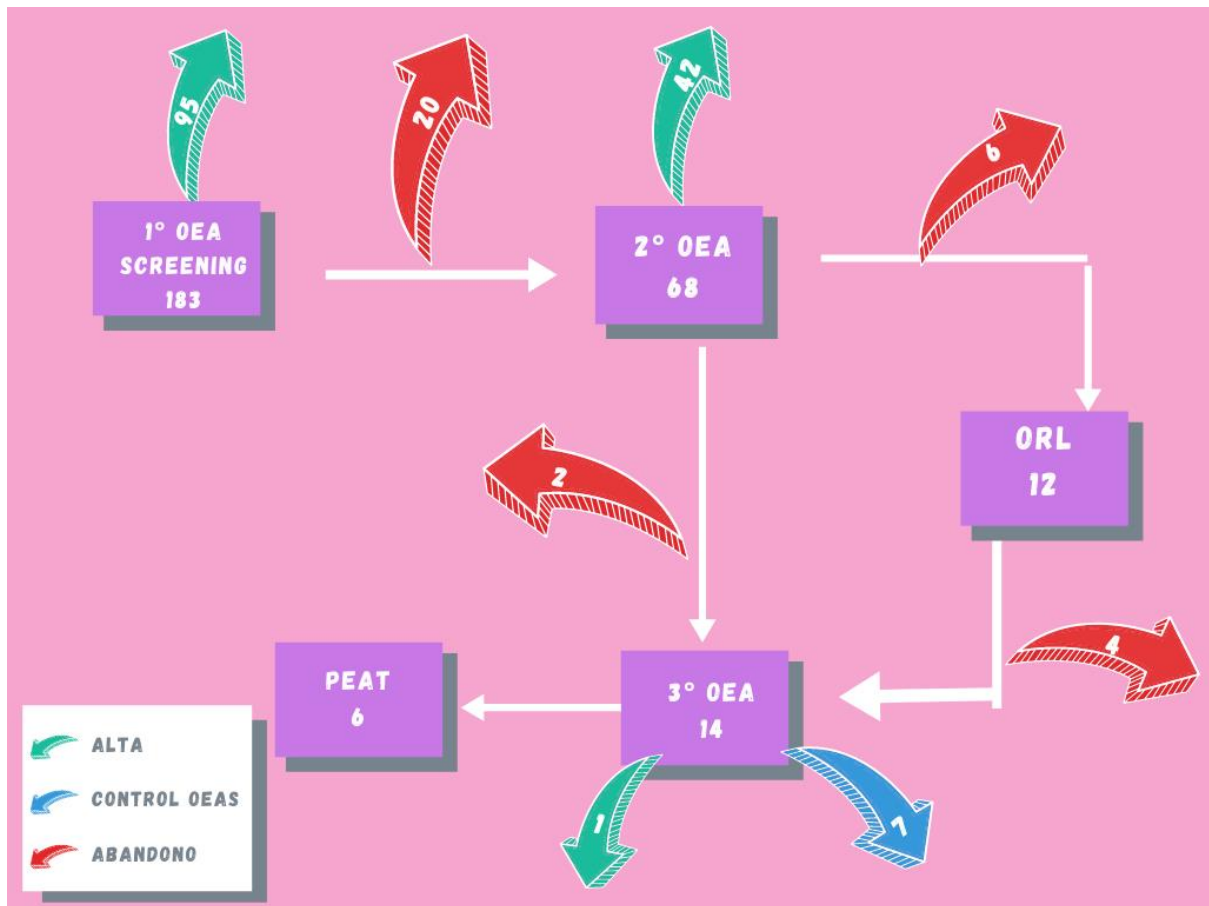 95
20
42
6
1° OEA
SCREENING
183
2° OEA
68
ORL
12
2
4
PEAT
6
3° OEA
14
1
7
ALTA
CONTROL OEAS
ABANDONO